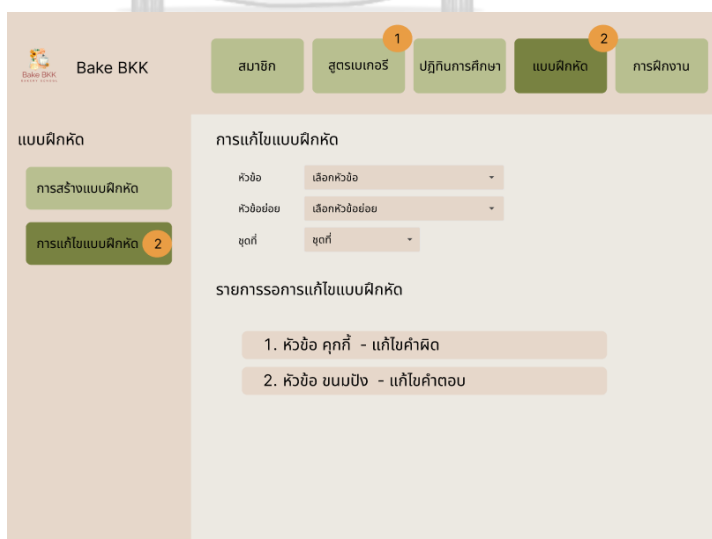 1
2
Bake BKK
BAKERY SCHOOL
Bake BKK
สมาชิก
สูตรเบเกอรี
ปฏิทินการศึกษา
แบบฝึกหัด
การฝึกงาน
แบบฝึกหัด
การสร้างแบบฝึกหัด
การแก้ไขแบบฝึกหัด 2
การแก้ไขแบบฝึกหัด
หัวข้อ เลือกหัวข้อ
หัวข้อย่อย เลือกหัวข้อย่อย
ชุดที่ ชุดที่
รายการรอการแก้ไขแบบฝึกหัด
1. หัวข้อ คุกกี้ - แก้ไขคำผิด
2. หัวข้อ ขนมปัง - แก้ไขคำตอบ